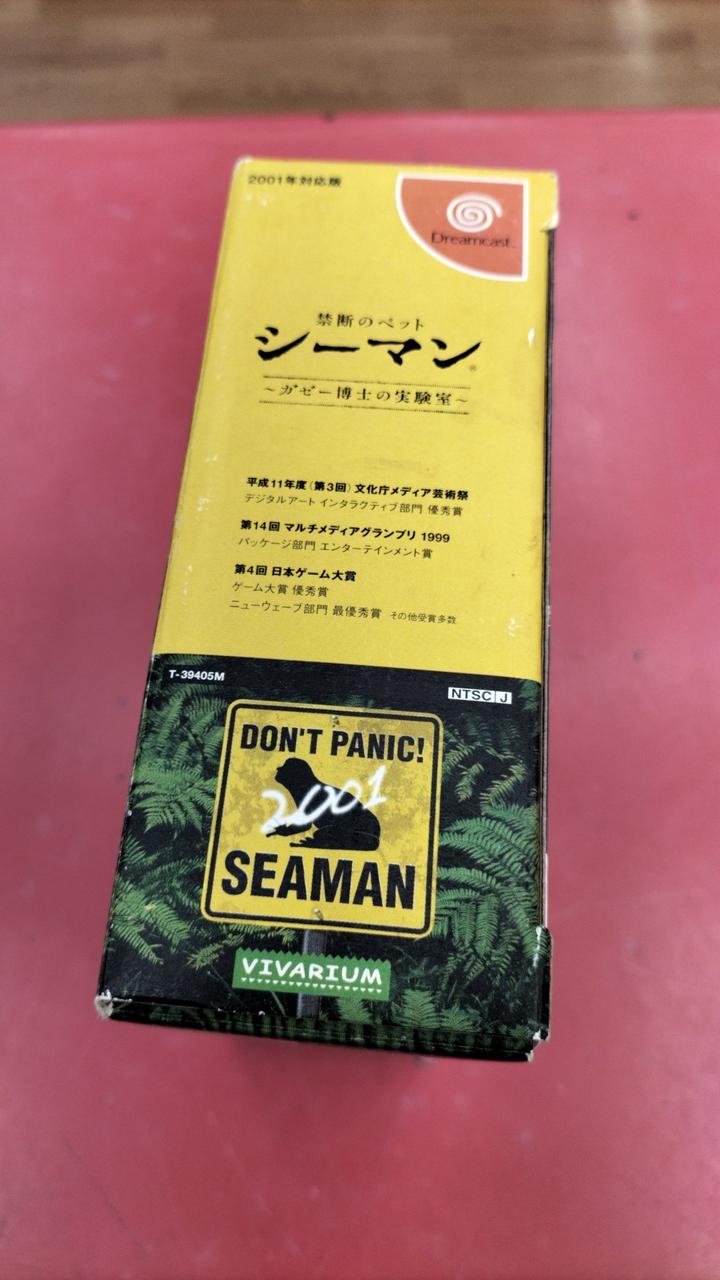 2001年対応版
Dreamcast
禁断のペット
シーマン®
~ガゼー博士の実験室~
平成11年度(第3回)文化庁メディア芸術祭
デジタルアート インタラクティブ部門 優秀賞
第14回 マルチメディアグランプリ 1999
パッケージ部門 エンターテインメント賞
第4回 日本ゲーム大賞
ゲーム大賞 優秀賞
ニューウェーブ部門 最優秀賞 その他受賞多数
T-39405M
NTSC J
DON'T PANIC!
2001
SEAMAN
VIVARIUM